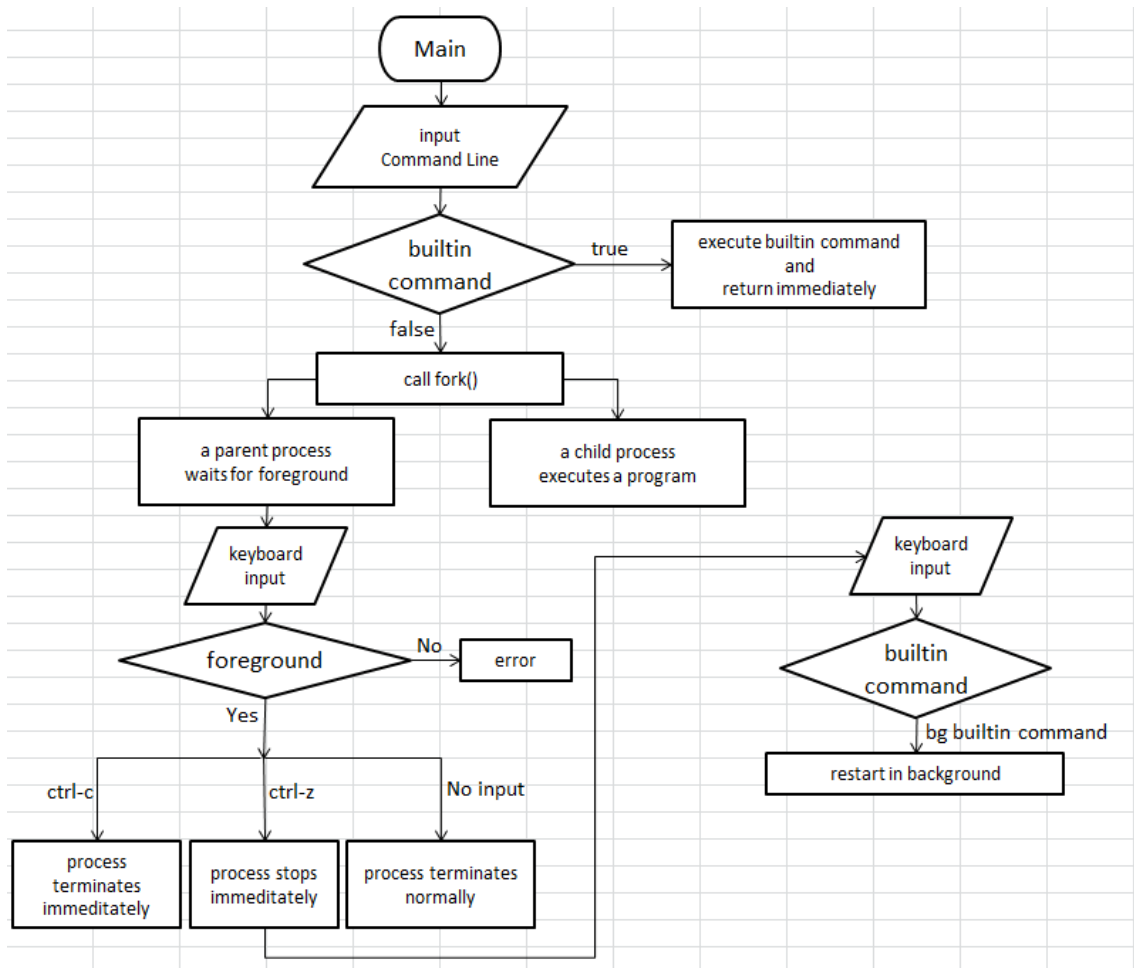 Main
input
Command Line
builtin
command
true
execute builtin command
and
return immediately
false
call fork()
a parent process
waits for foreground
a child process
executes a program
keyboard
input
foreground
No
error
Yes
ctrl-c
ctrl-z
No input
process
terminates
immeditately
process stops
immeditately
process terminates
normally
keyboard
input
builtin
command
bg builtin command
restart in background